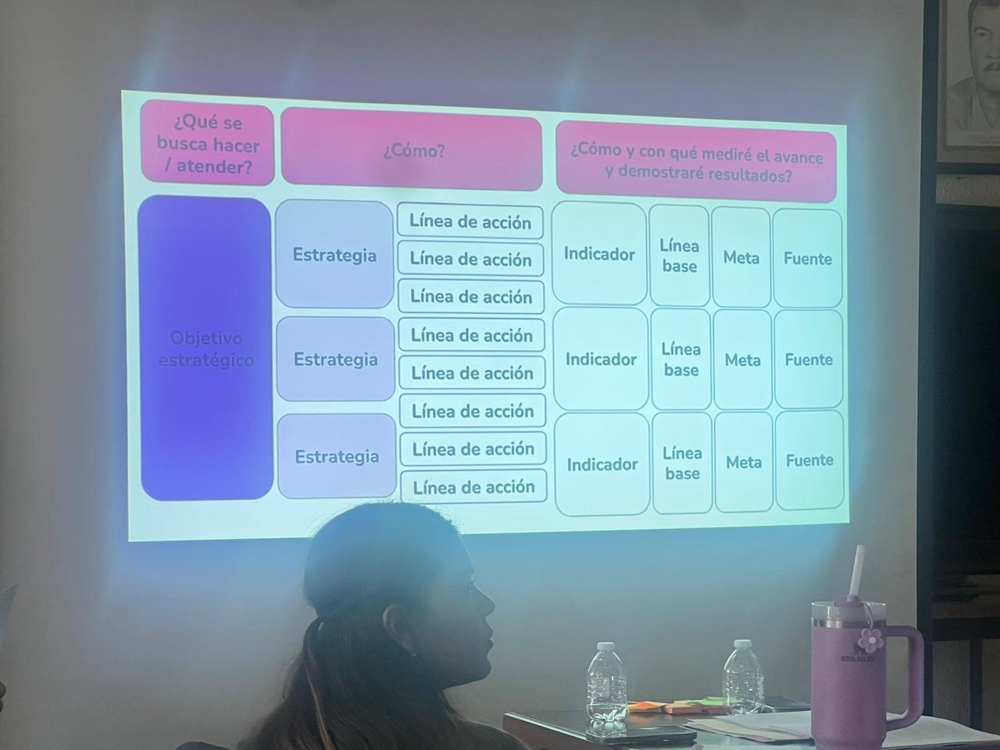 ¿Qué se
busca hacer
/ atender?
¿Cómo?
¿Cómo y con qué mediré el avance
y demostraré resultados?
Objetivo
estratégico
Estrategia
Línea de acción
Línea de acción
Línea de acción
Indicador
Línea
base
Meta
Fuente
Estrategia
Línea de acción
Línea de acción
Línea de acción
Indicador
Línea
base
Meta
Fuente
Estrategia
Línea de acción
Línea de acción
Indicador
Línea
base
Meta
Fuente
STANLEY